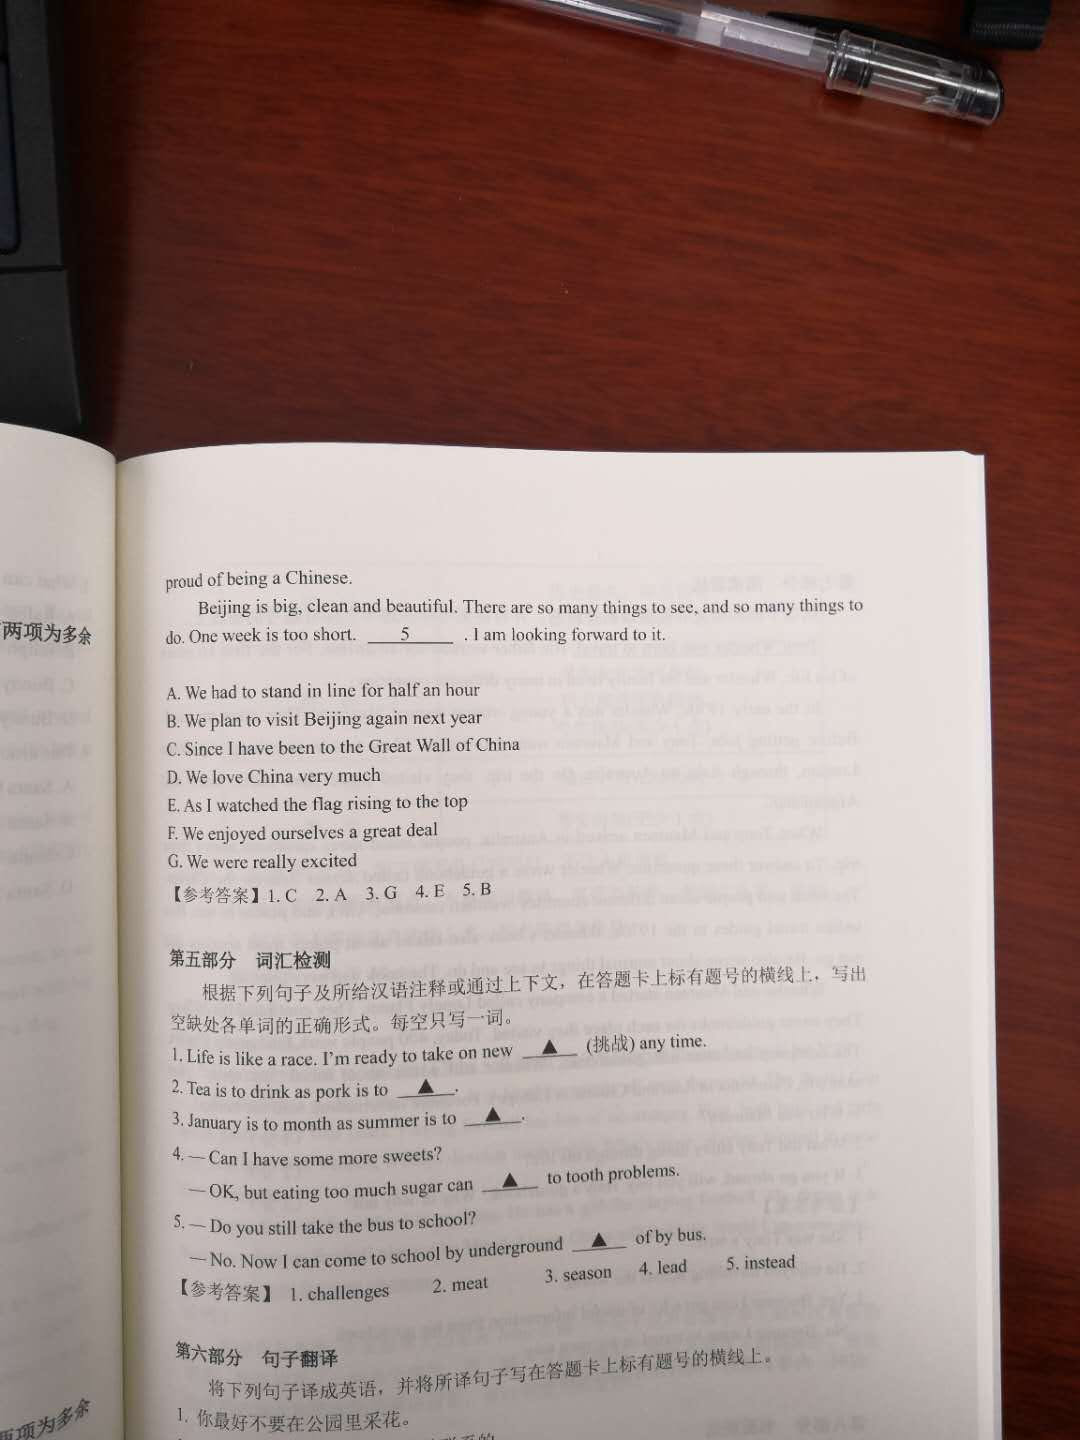 两项为多余
proud of being a Chinese.
Beijing is big, clean and beautiful. There are so many things to see, and so many things to
do. One week is too short. 5 . I am looking forward to it.
A. We had to stand in line for half an hour
B. We plan to visit Beijing again next year
C. Since I have been to the Great Wall of China
D. We love China very much
E. As I watched the flag rising to the top
F. We enjoyed ourselves a great deal
G. We were really excited
【参考答案】1. C 2. A 3. G 4. E 5. B
第五部分 词汇检测
根据下列句子及所给汉语注释或通过上下文，在答题卡上标有题号的横线上，写出
空缺处各单词的正确形式。每空只写一词。
1. Life is like a race. I'm ready to take on new ▲ (挑战) any time.
2. Tea is to drink as pork is to ▲.
3. January is to month as summer is to ▲.
4. — Can I have some more sweets?
— OK, but eating too much sugar can ▲ to tooth problems.
5. — Do you still take the bus to school?
— No. Now I can come to school by underground ▲ of by bus.
【参考答案】 1. challenges 2. meat 3. season 4. lead 5. instead
第六部分 句子翻译
将下列句子译成英语，并将所译句子写在答题卡上标有题号的横线上。
1. 你最好不要在公园里采花。
两项为多余